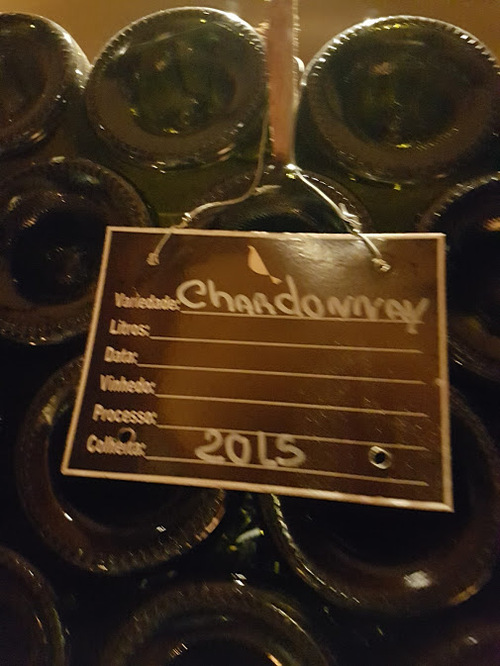 Variedade: Chardonnay
Litros:
Data:
Vinhedo:
Processo:
Colheita: 2015